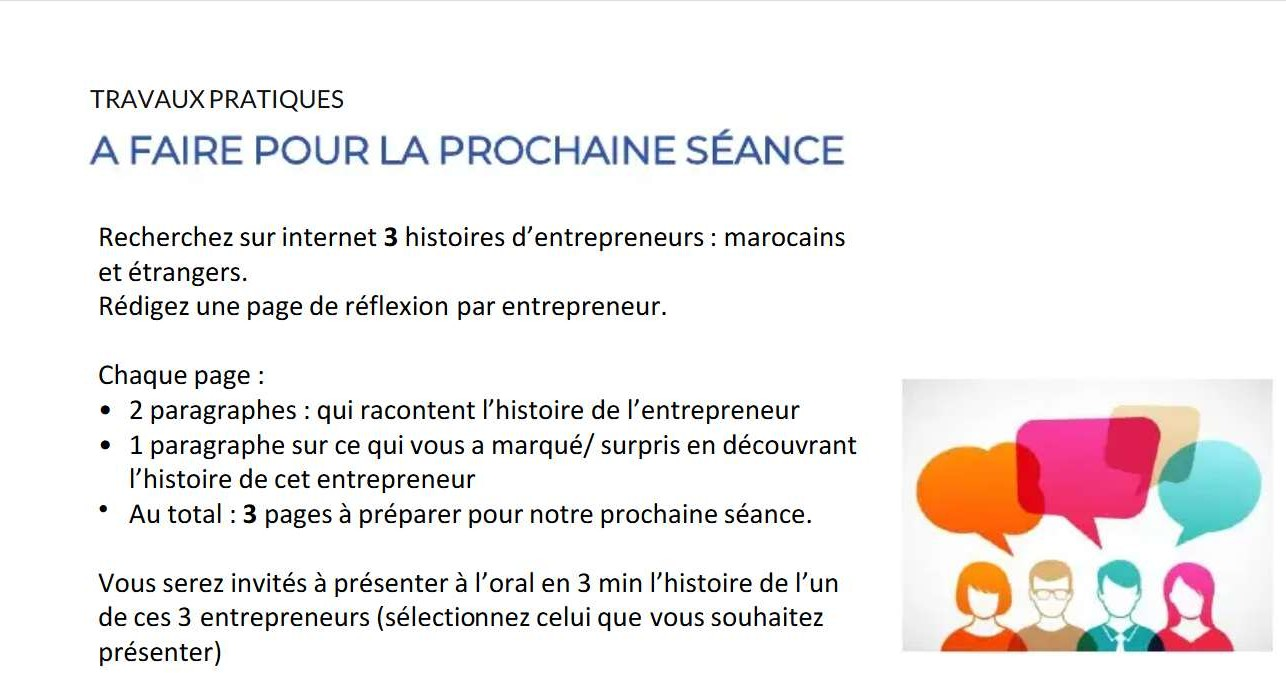 TRAVAUX PRATIQUES
A FAIRE POUR LA PROCHAINE SÉANCE
Recherchez sur internet 3 histoires d’entrepreneurs : marocains
et étrangers.
Rédigez une page de réflexion par entrepreneur.
Chaque page :
• 2 paragraphes : qui racontent l’histoire de l’entrepreneur
• 1 paragraphe sur ce qui vous a marqué/ surpris en découvrant
l’histoire de cet entrepreneur
• Au total : 3 pages à préparer pour notre prochaine séance.
Vous serez invités à présenter à l’oral en 3 min l’histoire de l’un
de ces 3 entrepreneurs (sélectionnez celui que vous souhaitez
présenter)